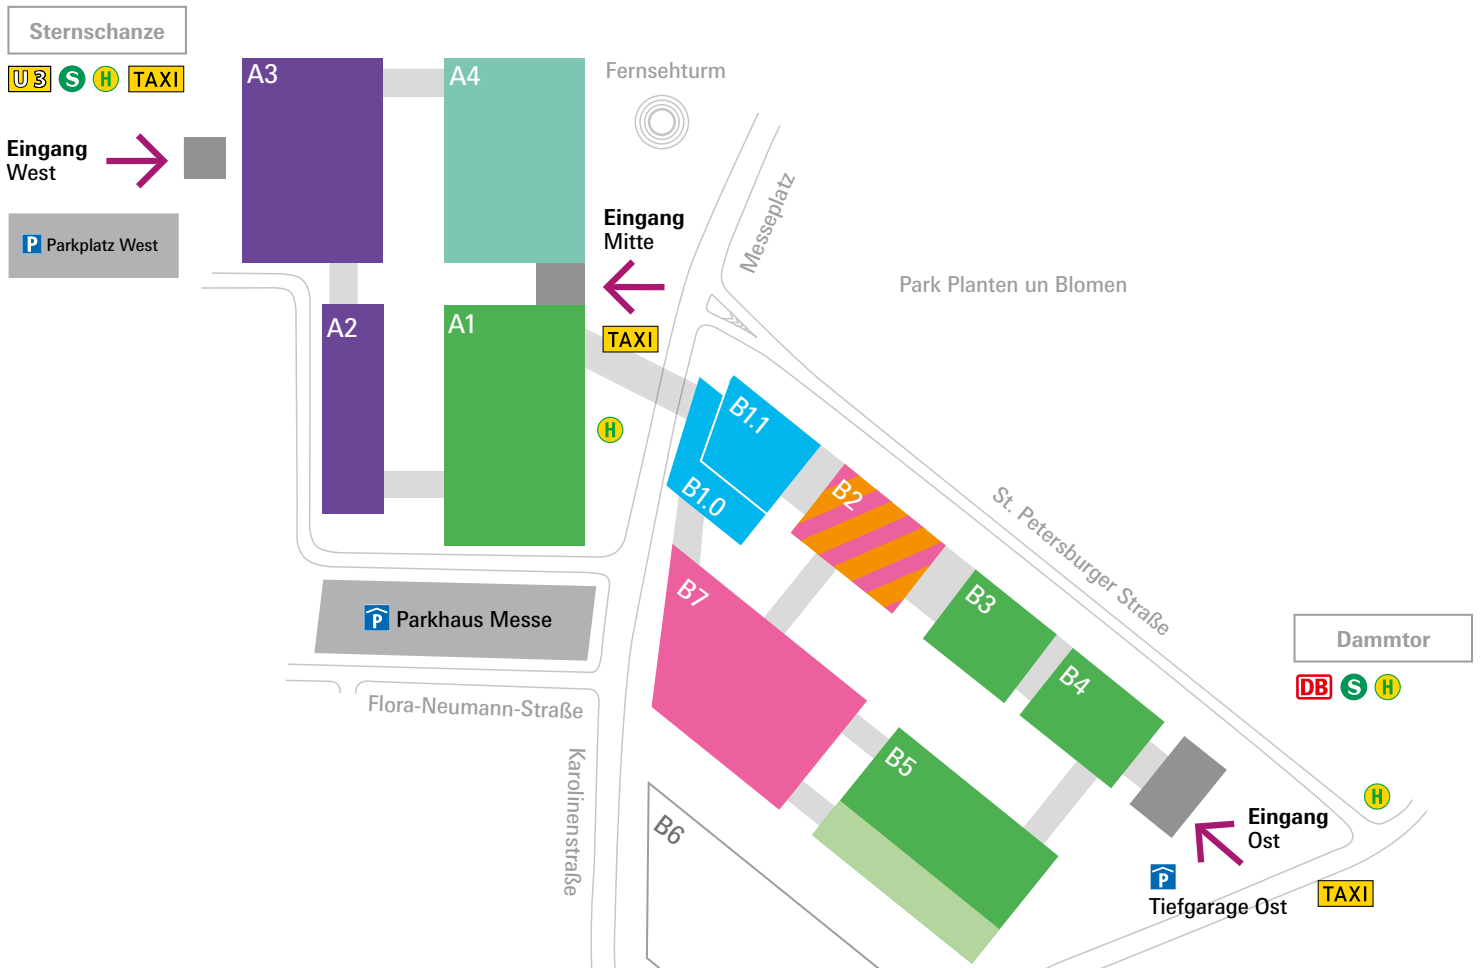 Sternschanze
U3 S H TAXI
Eingang
West
P Parkplatz West
A3
A4
A2
A1
Fernsehturm
Eingang
Mitte
TAXI
H
Messeplatz
Park Planten un Blomen
B1.1
B1.0
B2
B3
B4
B7
B5
B6
St. Petersburger Straße
P Parkhaus Messe
Flora-Neumann-Straße
Karolinenstraße
Dammtor
DB S H
H
Eingang
Ost
P
Tiefgarage Ost
TAXI